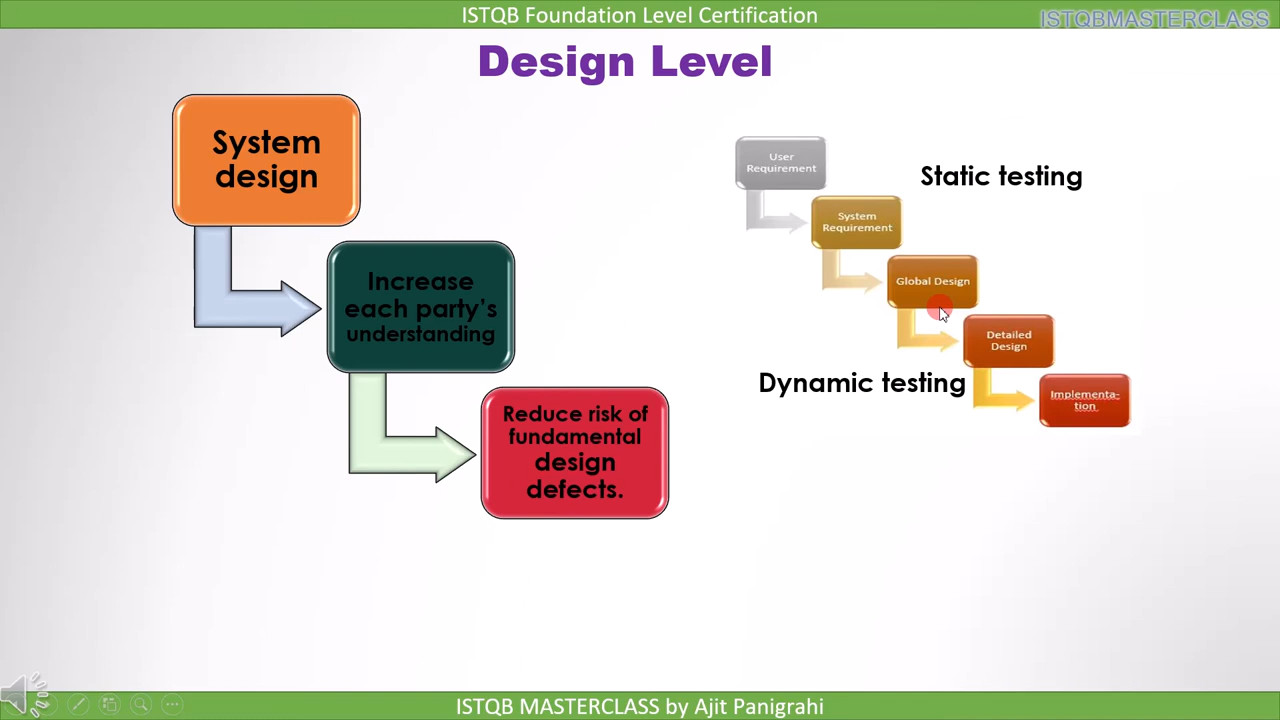 ISTQB Foundation Level Certification
ISTQBMASTERCLASS
Design Level
System
design
Increase
each party's
understanding
Reduce risk of
fundamental
design
defects.
User
Requirement
Static testing
System
Requirement
Global Design
Detailed
Design
Dynamic testing
Implementa-
tion
ISTQB MASTERCLASS by Ajit Panigrahi